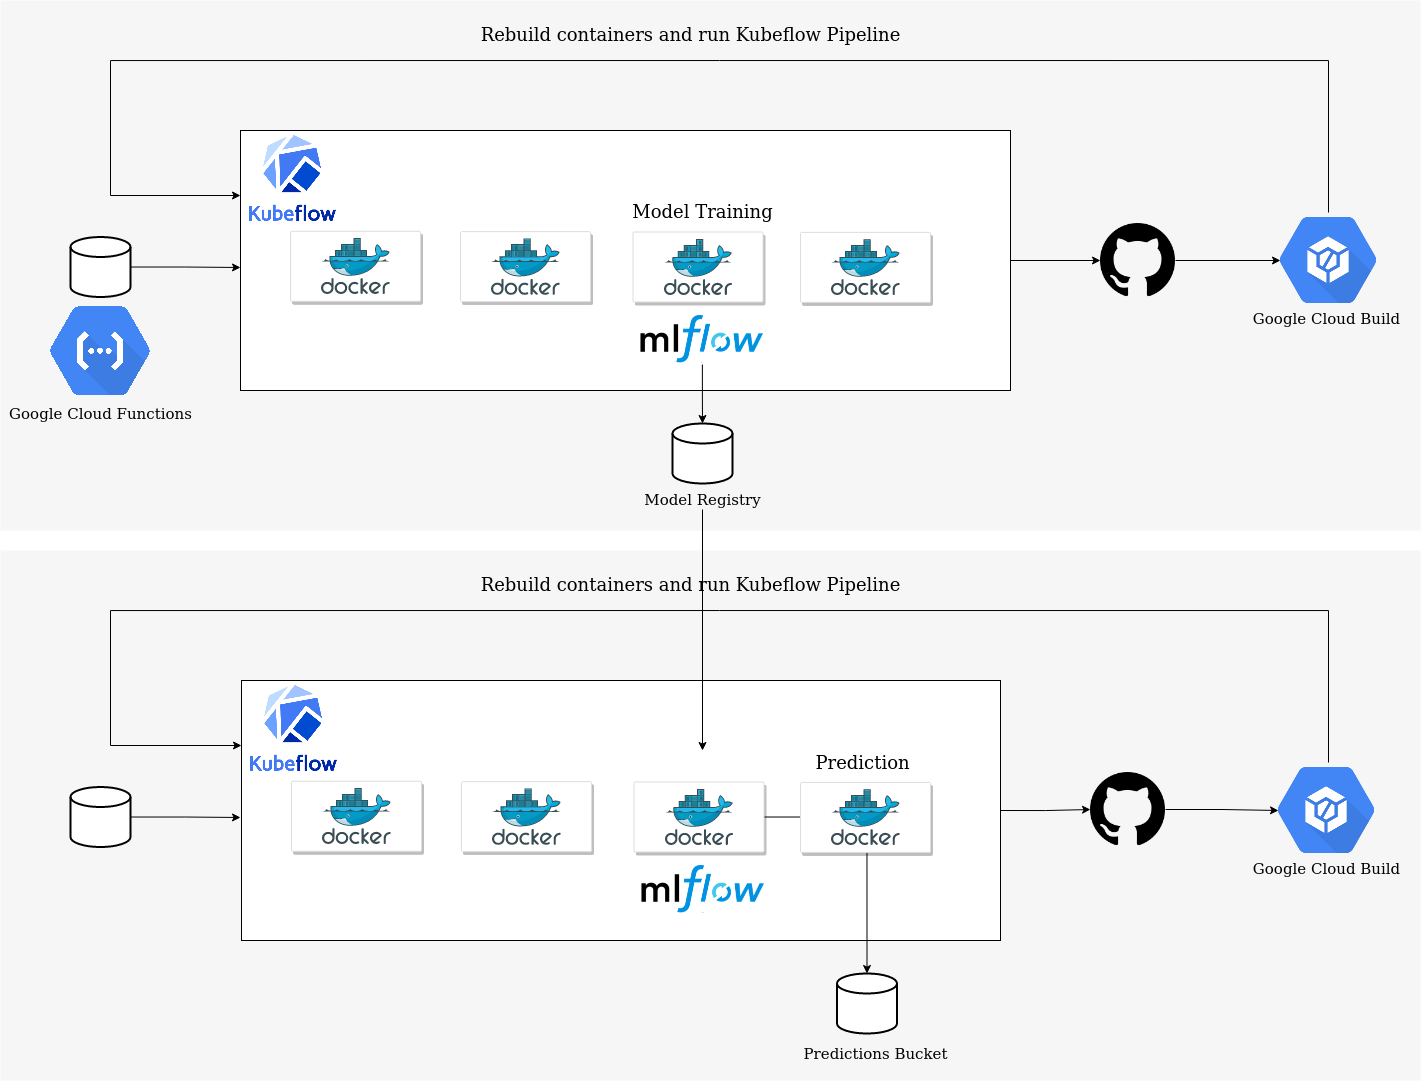 Rebuild containers and run Kubeflow Pipeline
Kubeflow
Model Training
docker
docker
docker
docker
mlflow
Google Cloud Build
Google Cloud Functions
Model Registry
Rebuild containers and run Kubeflow Pipeline
Kubeflow
Prediction
docker
docker
docker
docker
mlflow
Google Cloud Build
Predictions Bucket